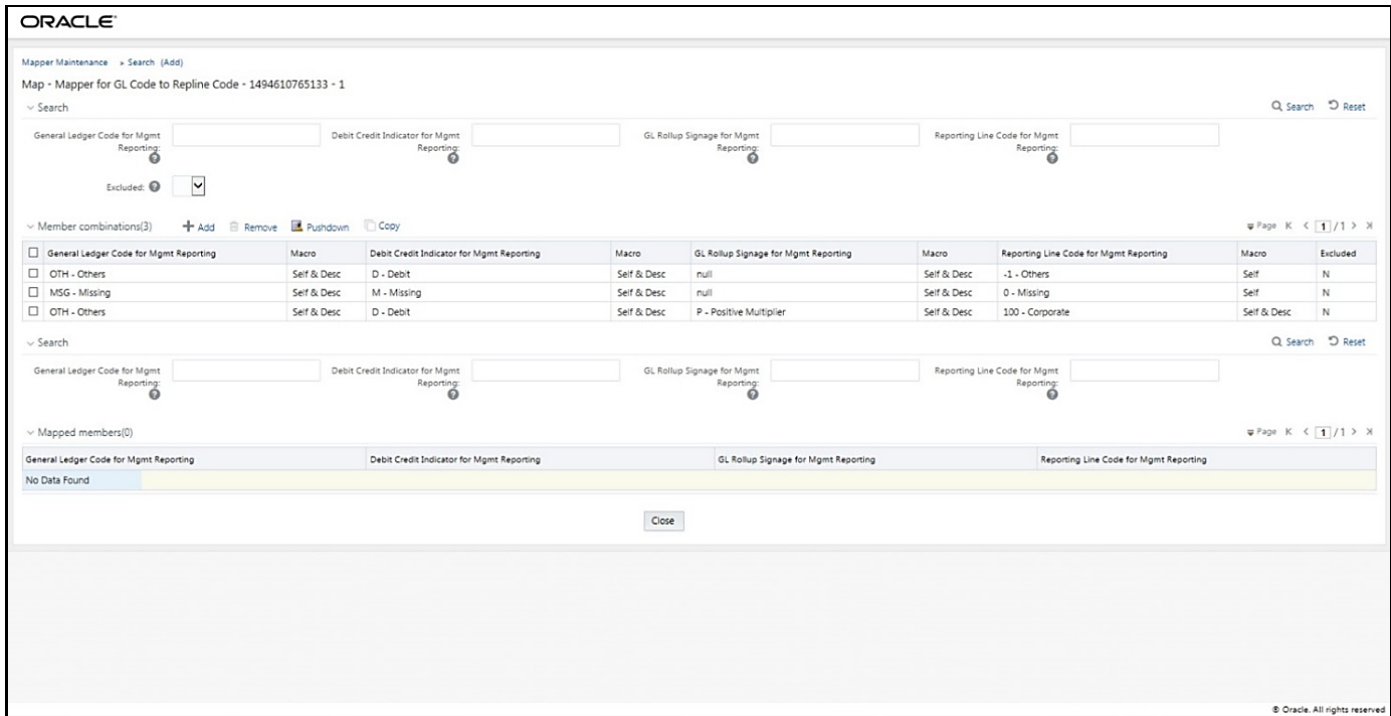 ORACLE
Mapper Maintenance » Search (Add)
Map - Mapper for GL Code to Repline Code - 1494610765133 - 1
Search
Search Reset
General Ledger Code for Mgmt Reporting:
Debit Credit Indicator for Mgmt Reporting:
GL Rollup Signage for Mgmt Reporting:
Reporting Line Code for Mgmt Reporting:
Excluded:
Member combinations(3) Add Remove Pushdown Copy Page 1 / 1
General Ledger Code for Mgmt Reporting Macro Debit Credit Indicator for Mgmt Reporting Macro GL Rollup Signage for Mgmt Reporting Macro Reporting Line Code for Mgmt Reporting Macro Excluded
OTH - Others Self & Desc D - Debit Self & Desc null Self & Desc -1 - Others Self N
MSG - Missing Self & Desc M - Missing Self & Desc null Self & Desc 0 - Missing Self N
OTH - Others Self & Desc D - Debit Self & Desc P - Positive Multiplier Self & Desc 100 - Corporate Self & Desc N
Search
Search Reset
General Ledger Code for Mgmt Reporting:
Debit Credit Indicator for Mgmt Reporting:
GL Rollup Signage for Mgmt Reporting:
Reporting Line Code for Mgmt Reporting:
Mapped members(0) Page 1 / 1
General Ledger Code for Mgmt Reporting Debit Credit Indicator for Mgmt Reporting GL Rollup Signage for Mgmt Reporting Reporting Line Code for Mgmt Reporting
No Data Found
Close
© Oracle. All rights reserved